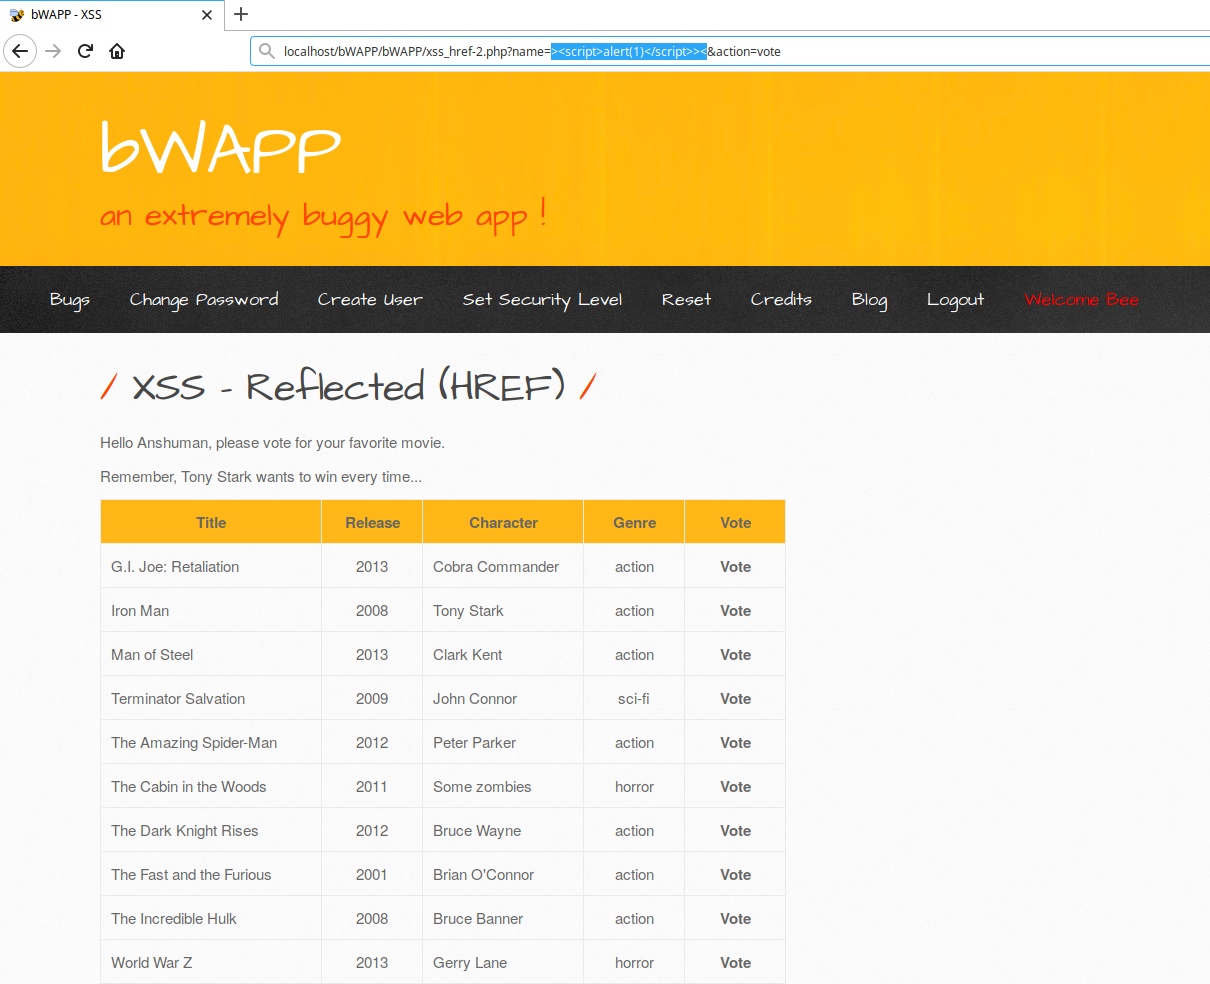 bWAPP - XSS
localhost/bWAPP/bWAPP/xss_href-2.php?name=><script>alert(1)</script>><&action=vote
bWAPP
an extremely buggy web app !
Bugs Change Password Create User Set Security Level Reset Credits Blog Logout Welcome Bee
/ XSS - Reflected (HREF) /
Hello Anshuman, please vote for your favorite movie.
Remember, Tony Stark wants to win every time...
Title Release Character Genre Vote
G.I. Joe: Retaliation 2013 Cobra Commander action Vote
Iron Man 2008 Tony Stark action Vote
Man of Steel 2013 Clark Kent action Vote
Terminator Salvation 2009 John Connor sci-fi Vote
The Amazing Spider-Man 2012 Peter Parker action Vote
The Cabin in the Woods 2011 Some zombies horror Vote
The Dark Knight Rises 2012 Bruce Wayne action Vote
The Fast and the Furious 2001 Brian O'Connor action Vote
The Incredible Hulk 2008 Bruce Banner action Vote
World War Z 2013 Gerry Lane horror Vote